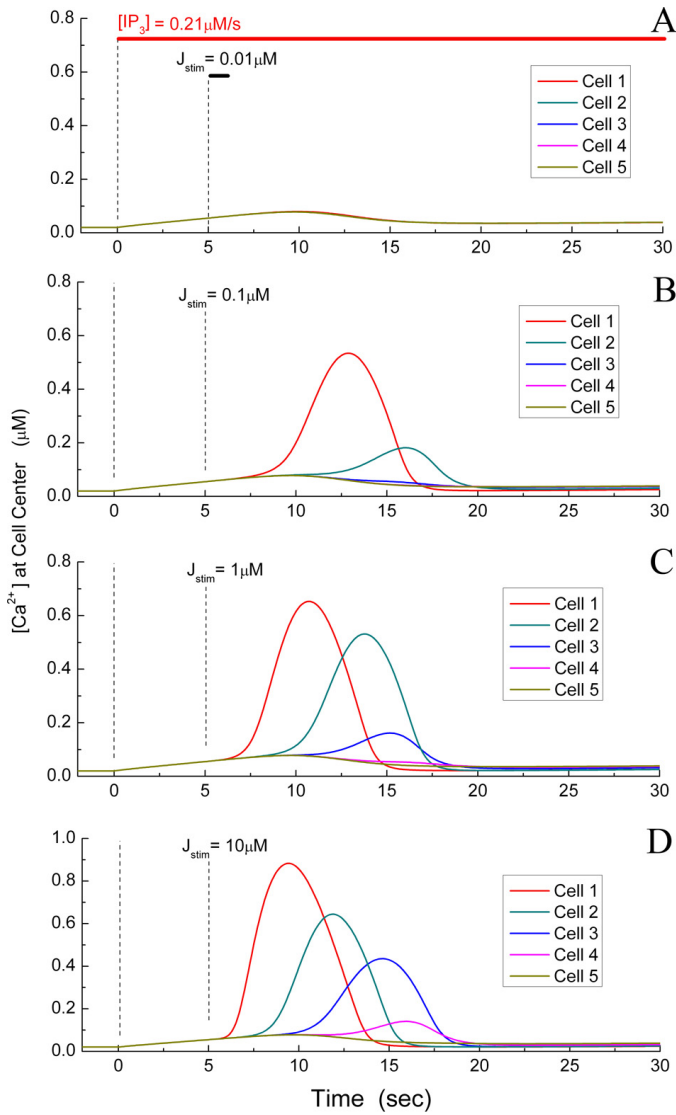 A
[IP3] = 0.21μM/s
Jstim = 0.01μM
0.8
0.6
0.4
0.2
0.0
Cell 1
Cell 2
Cell 3
Cell 4
Cell 5
0 5 10 15 20 25 30
B
Jstim = 0.1μM
0.8
0.6
0.4
0.2
0.0
Cell 1
Cell 2
Cell 3
Cell 4
Cell 5
0 5 10 15 20 25 30
[Ca2+] at Cell Center (μM)
C
Jstim = 1μM
0.8
0.6
0.4
0.2
0.0
Cell 1
Cell 2
Cell 3
Cell 4
Cell 5
0 5 10 15 20 25 30
D
Jstim = 10μM
1.0
0.8
0.6
0.4
0.2
0.0
Cell 1
Cell 2
Cell 3
Cell 4
Cell 5
0 5 10 15 20 25 30
Time (sec)